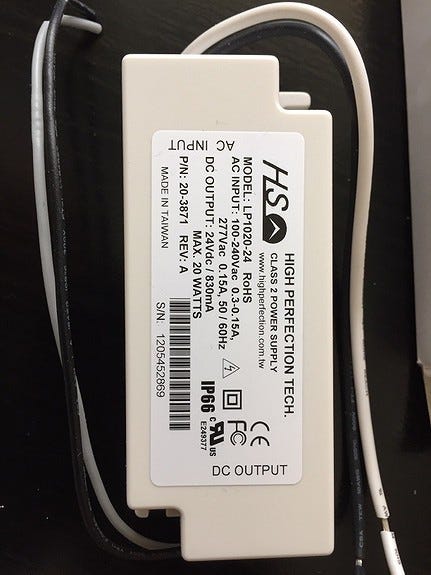 AC INPUT
HS
HIGH PERFECTION TECH.
CLASS 2 POWER SUPPLY
www.highperfection.com.tw
MODEL: LP1020-24 RoHS
AC INPUT: 100-240Vac 0.3-0.15A,
277Vac 0.15A, 50 / 60Hz
DC OUTPUT: 24Vdc / 830mA
MAX. 20 WATTS
P/N: 20-3871 REV: A
MADE IN TAIWAN
S/N: 1205452869
IP66
c RU US
E249377
FC
CE
DC OUTPUT